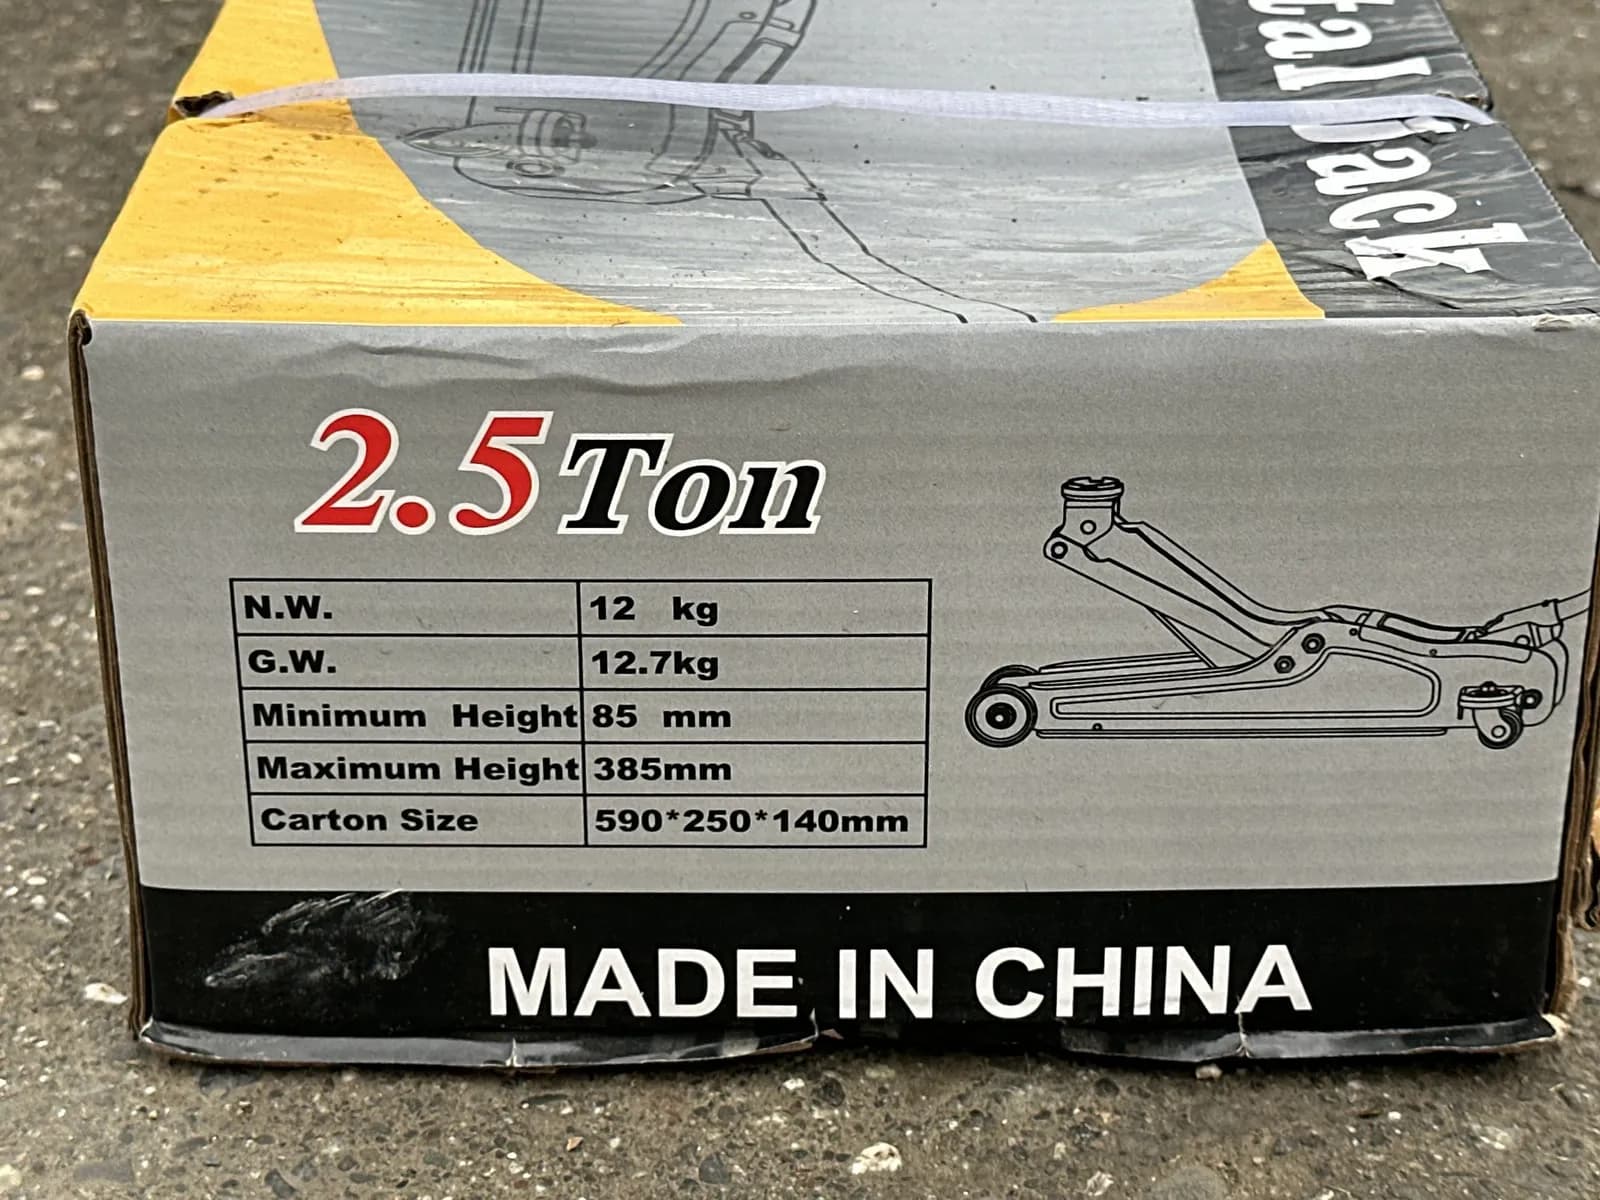 2.5 Ton
N.W. 12 kg
G.W. 12.7kg
Minimum Height 85 mm
Maximum Height 385mm
Carton Size 590*250*140mm
MADE IN CHINA